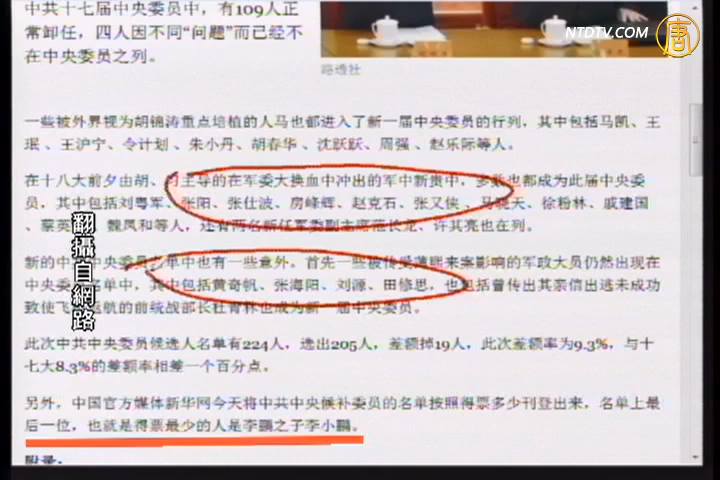 中共十七届中央委员中，有109人正
常卸任，四人因不同“问题”而已经不
在中央委员之列。
路透社
NTDTV.COM
唐
一些被外界视为胡锦涛重点培植的人马也都进入了新一届中央委员的行列，其中包括马凯、王
珉 、王沪宁、令计划 、朱小丹、胡春华 、沈跃跃、周强 、赵乐际等人。
在十八大前夕由胡、习主导的在军委大换血中冲出的军中新贵中，多数也都成为此届中央委
员，其中包括刘粤军、张阳、张仕波、房峰辉、赵克石、张又侠 、马晓天、徐粉林、戚建国
、蔡英 、魏凤和等人，还有两名新任军委副主席范长龙、许其亮也在列。
新的中 中央委员 名单中也有一些意外。首先一些被传受薄熙来案影响的军政大员仍然出现在
中央委 名单中，其中包括黄奇帆、张海阳、刘源、田修思，也包括曾传出其亲信出逃未成功
致使飞 返航的前统战部长杜青林也成为新一届中央委员。
此次中共中央委员候选人名单有224人，选出205人，差额掉19人，此次差额率为9.3%，与十
七大8.3%的差额率相差一个百分点。
另外，中国官方媒体新华网今天将中共中央候补委员的名单按照得票多少刊登出来，名单上最
后一位，也就是得票最少的人是李鹏之子李小鹏。
附录:
翻攝自網路